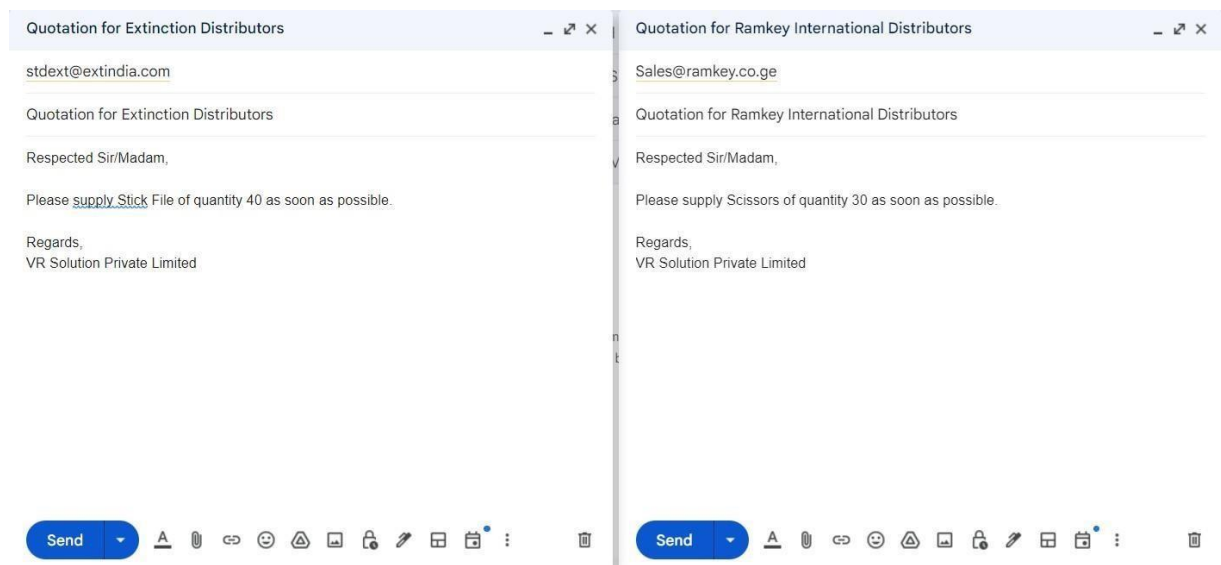 Quotation for Extinction Distributors
stdext@extindia.com
Quotation for Extinction Distributors
Respected Sir/Madam,
Please supply Stick File of quantity 40 as soon as possible.
Regards,
VR Solution Private Limited
Send
Quotation for Ramkey International Distributors
Sales@ramkey.co.ge
Quotation for Ramkey International Distributors
Respected Sir/Madam,
Please supply Scissors of quantity 30 as soon as possible.
Regards,
VR Solution Private Limited
Send